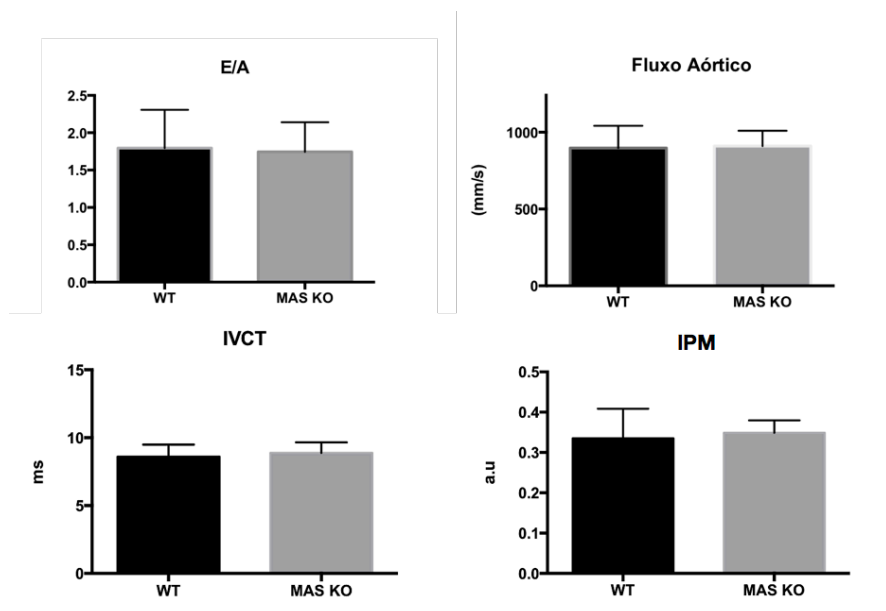 E/A
2.5
2.0
1.5
1.0
0.5
0.0
WT MAS KO
Fluxo Aórtico
(mm/s)
1000
500
0
WT MAS KO
IVCT
ms
15
10
5
0
WT MAS KO
IPM
a.u
0.5
0.4
0.3
0.2
0.1
0.0
WT MAS KO